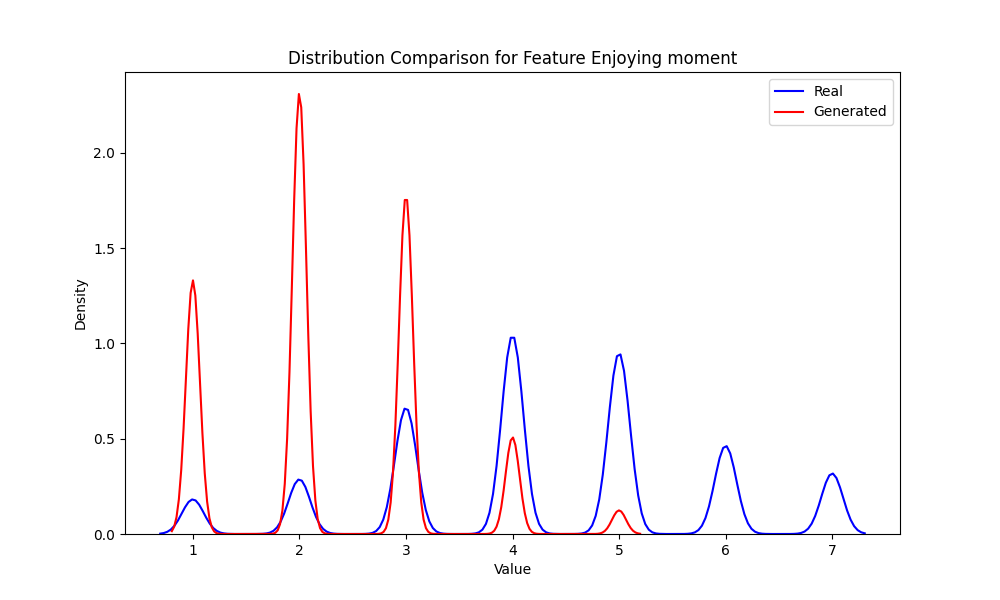 Distribution Comparison for Feature Enjoying moment
Real
Generated
Density
2.0
1.5
1.0
0.5
0.0
1 2 3 4 5 6 7
Value